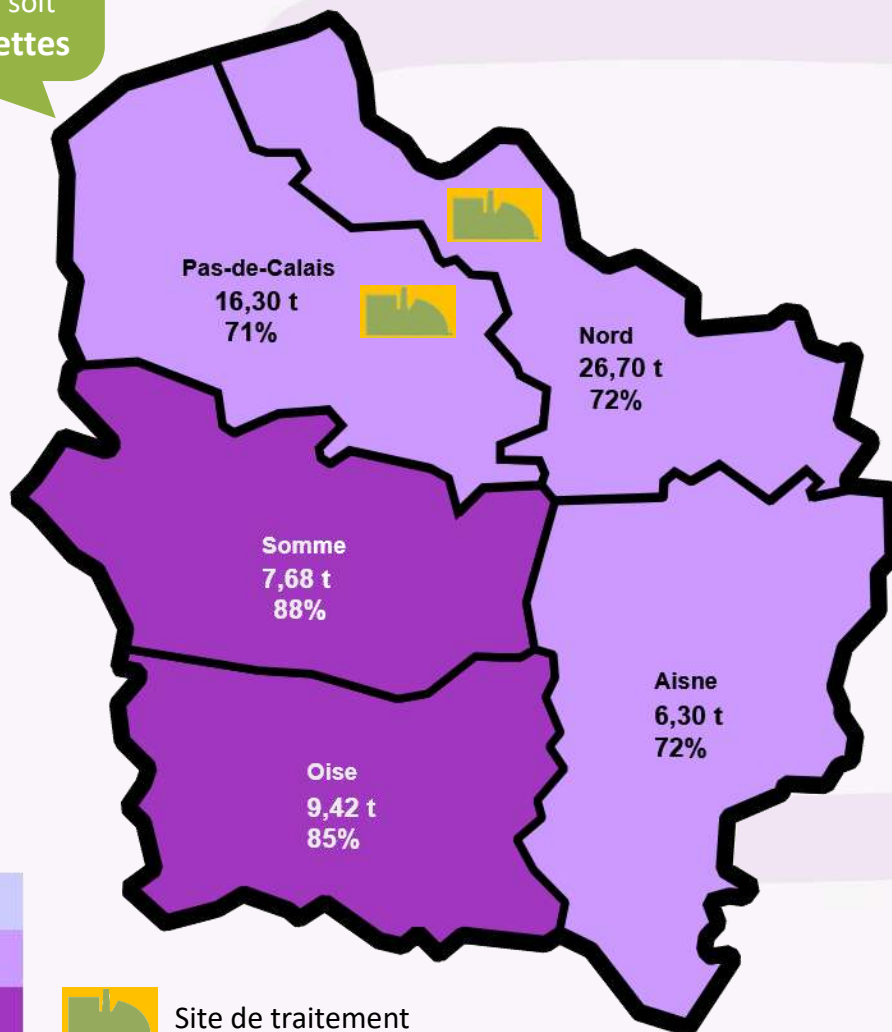 soit
Pas-de-Calais
16,30 t
71%
Nord
26,70 t
72%
Somme
7,68 t
88%
Aisne
6,30 t
72%
Oise
9,42 t
85%
Site de traitement